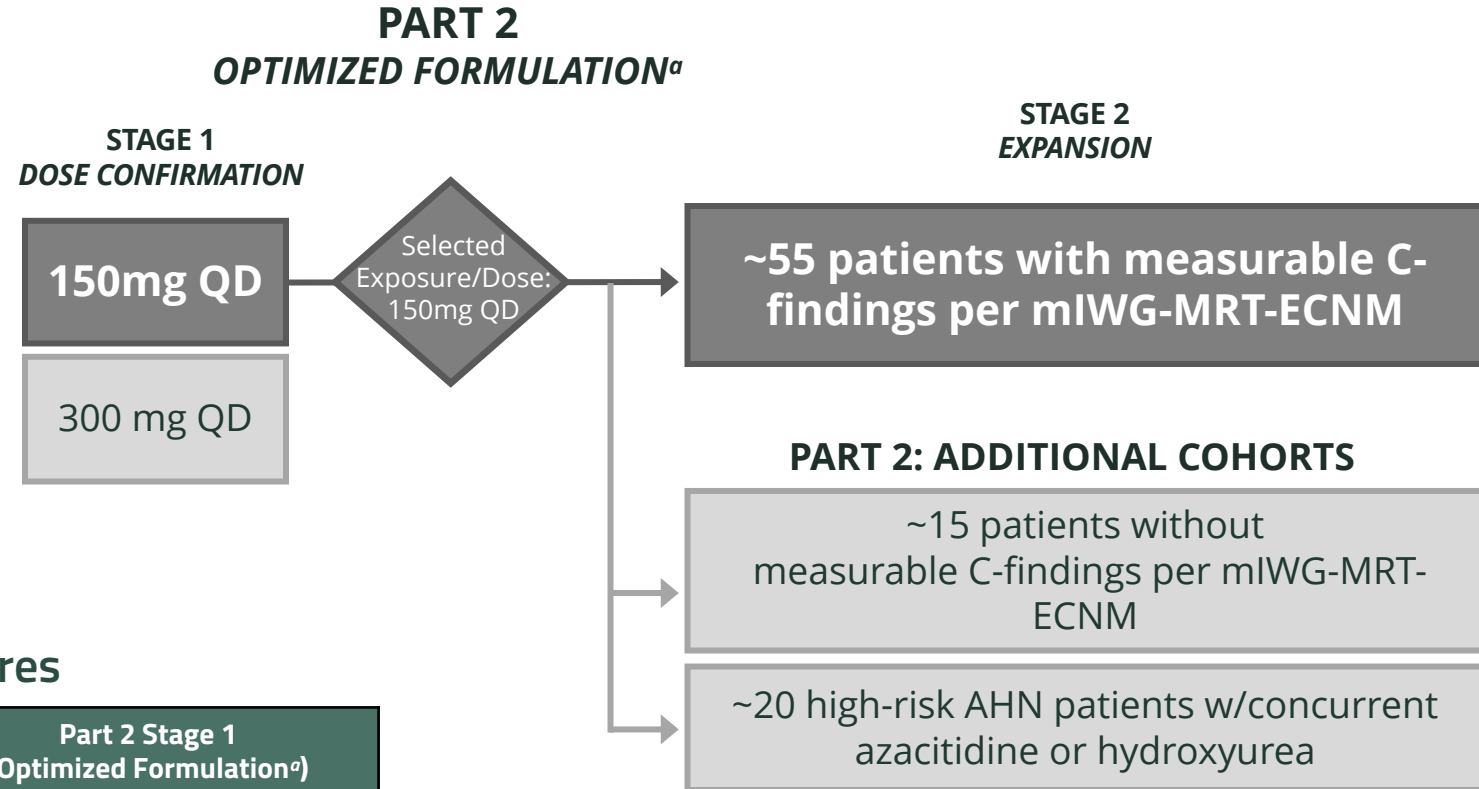 PART 2
OPTIMIZED FORMULATIONᵃ
STAGE 1
DOSE CONFIRMATION
150mg QD
300 mg QD
Selected
Exposure/Dose:
150mg QD
STAGE 2
EXPANSION
~55 patients with measurable C-
findings per mIWG-MRT-ECNM
PART 2: ADDITIONAL COHORTS
~15 patients without
measurable C-findings per mIWG-MRT-
ECNM
~20 high-risk AHN patients w/concurrent
azacitidine or hydroxyurea
res
Part 2 Stage 1
Optimized Formulationᵃ)